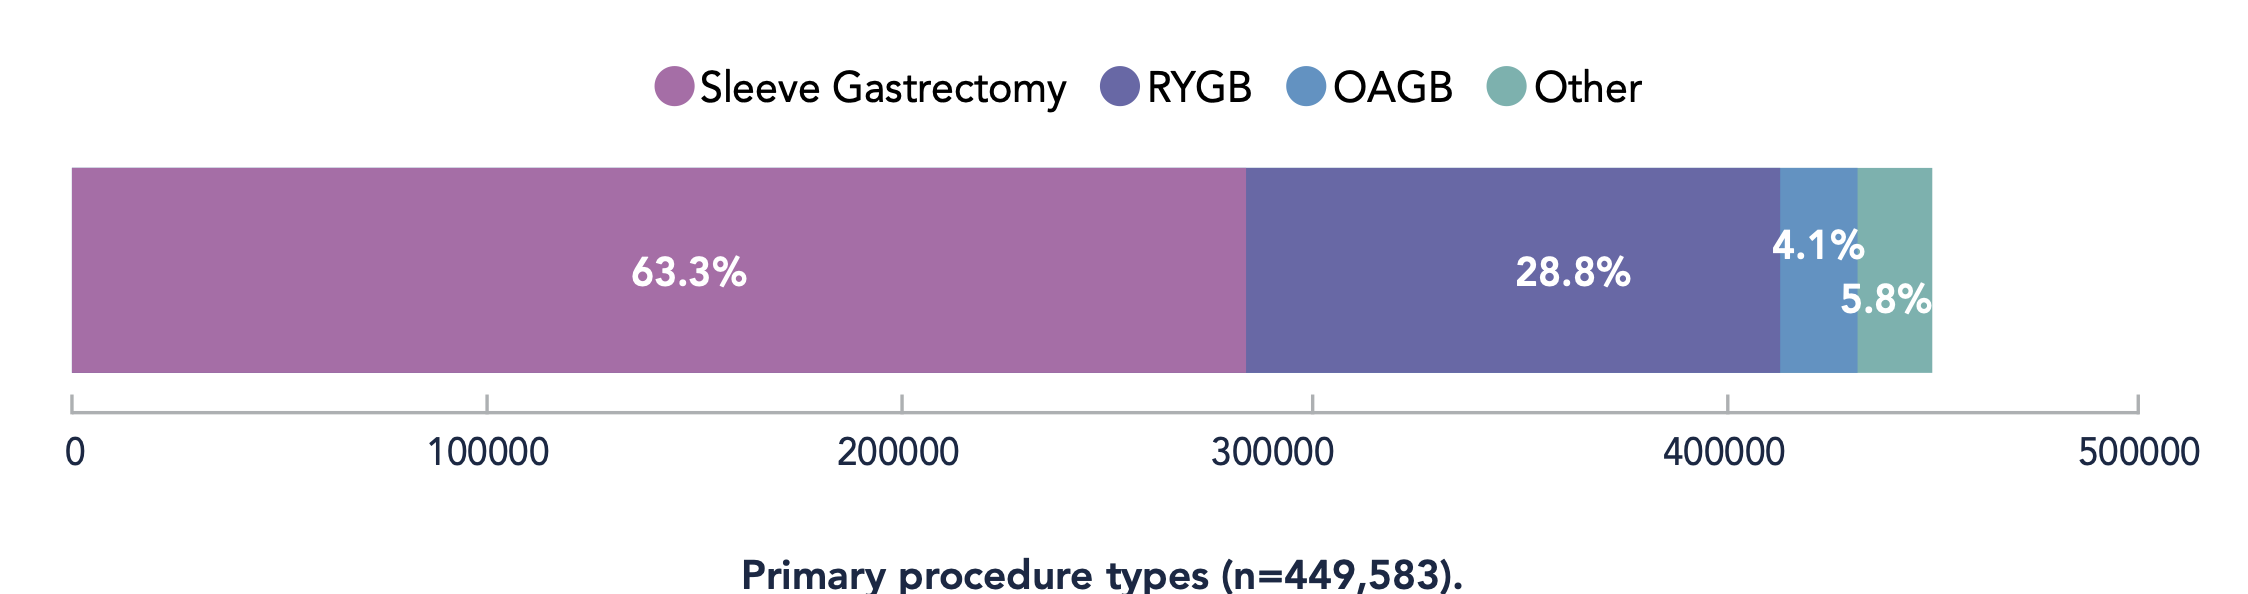 Sleeve Gastrectomy RYGB OAGB Other
63.3% 28.8% 4.1% 5.8%
0 100000 200000 300000 400000 500000
Primary procedure types (n=449,583).